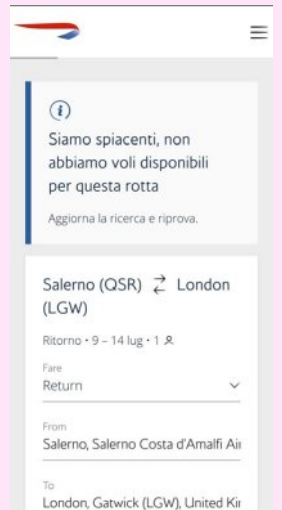 Siamo spiacenti, non
abbiamo voli disponibili
per questa rotta
Aggiorna la ricerca e riprova.
Salerno (QSR) ⇄ London
(LGW)
Ritorno • 9 – 14 lug • 1
Fare
Return
From
Salerno, Salerno Costa d'Amalfi Air
To
London, Gatwick (LGW), United Kin